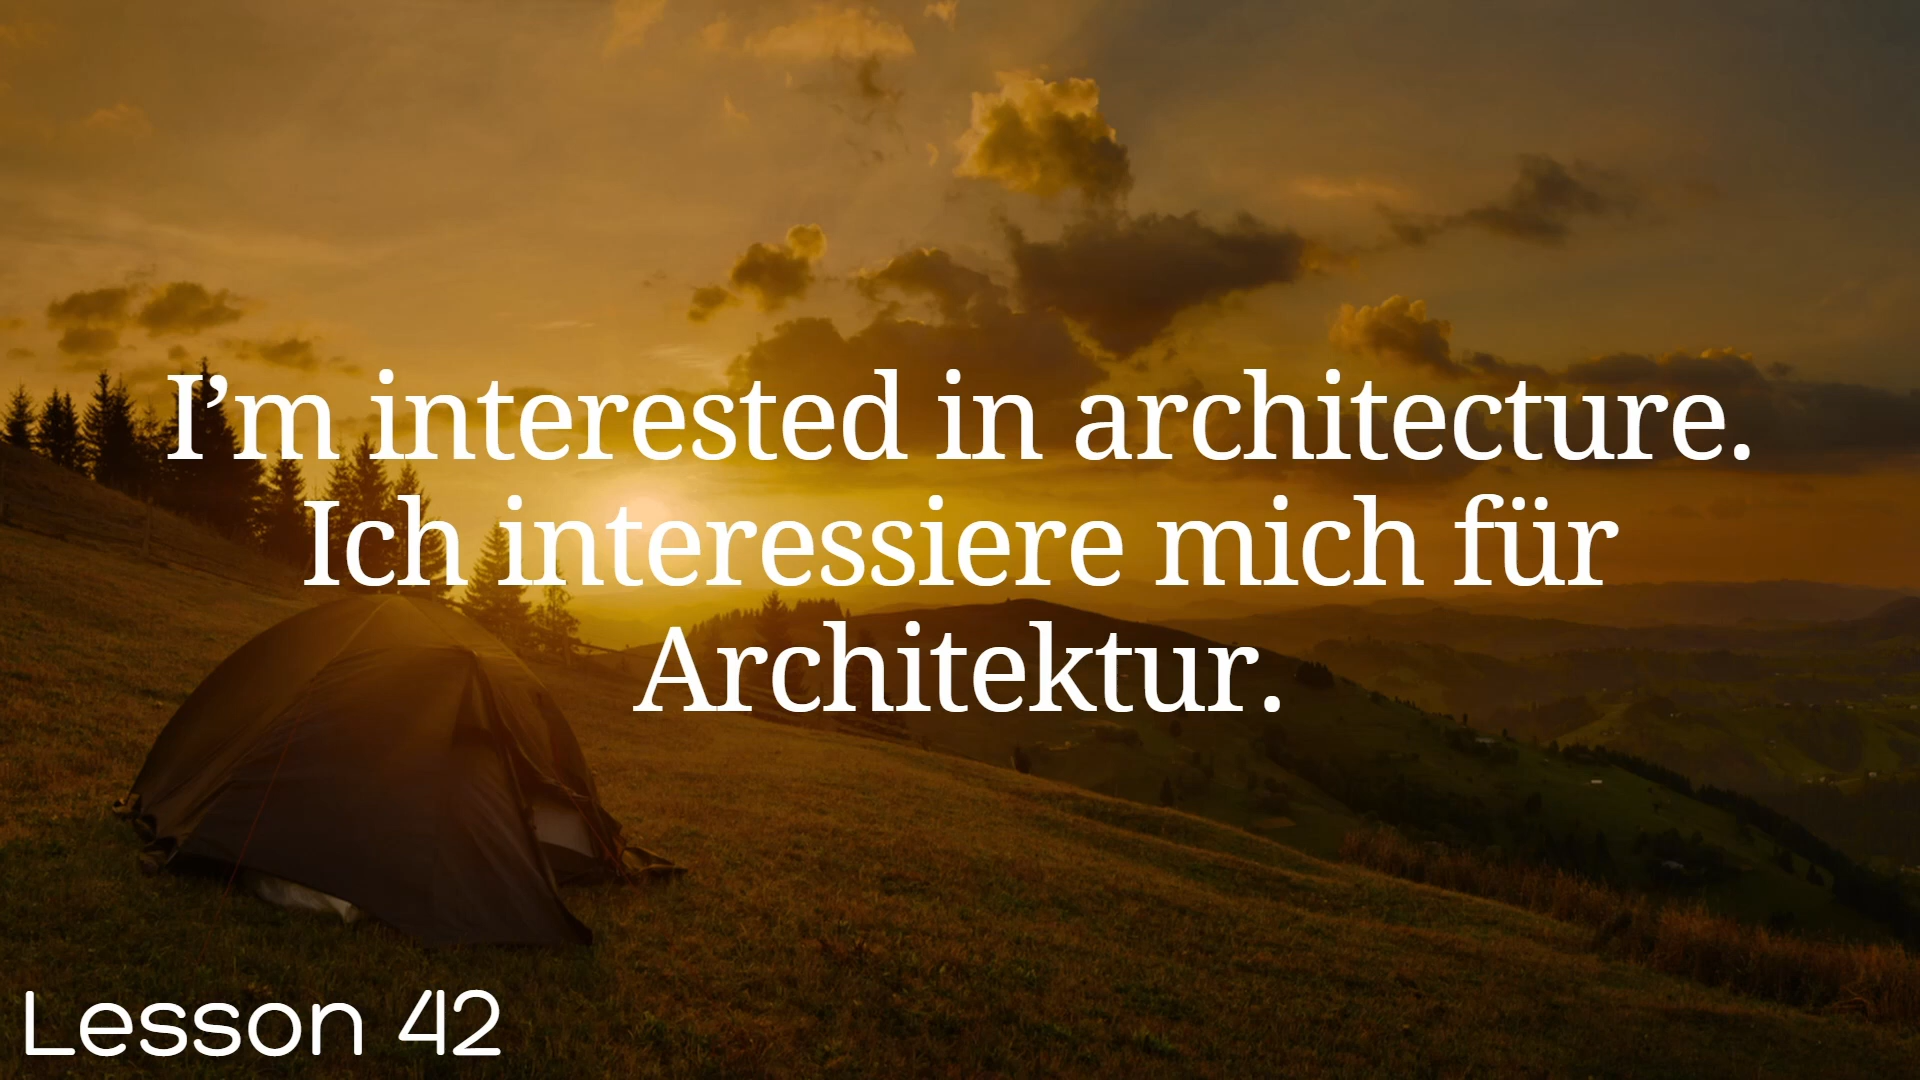 I’m interested in architecture.
Ich interessiere mich für
Architektur.
Lesson 42